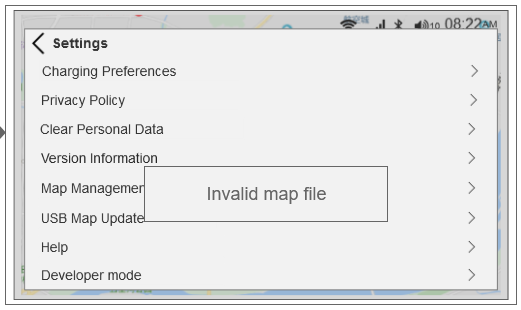 10 08:22AM
Settings
Charging Preferences
Privacy Policy
Clear Personal Data
Version Information
Map Managemen
Invalid map file
USB Map Update
Help
Developer mode